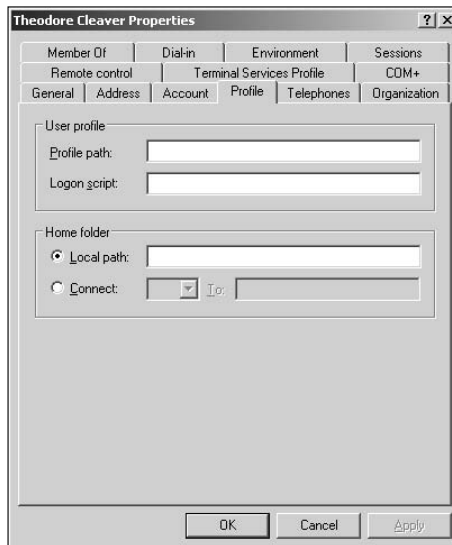 Theodore Cleaver Properties
Member Of Dial-in Environment Sessions
Remote control Terminal Services Profile COM+
General Address Account Profile Telephones Organization
User profile
Profile path:
Logon script:
Home folder
Local path:
Connect: To:
OK Cancel Apply